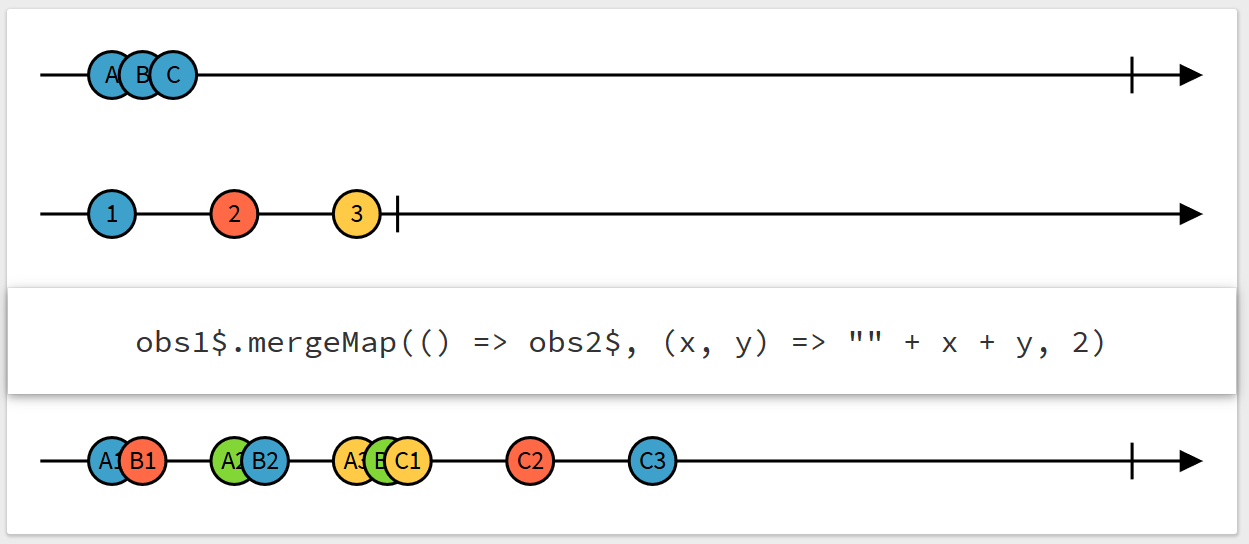 A B C
1 2 3
obs1$.mergeMap(() => obs2$, (x, y) => "" + x + y, 2)
A1 B1 A2 B2 A3 C1 C2 C3